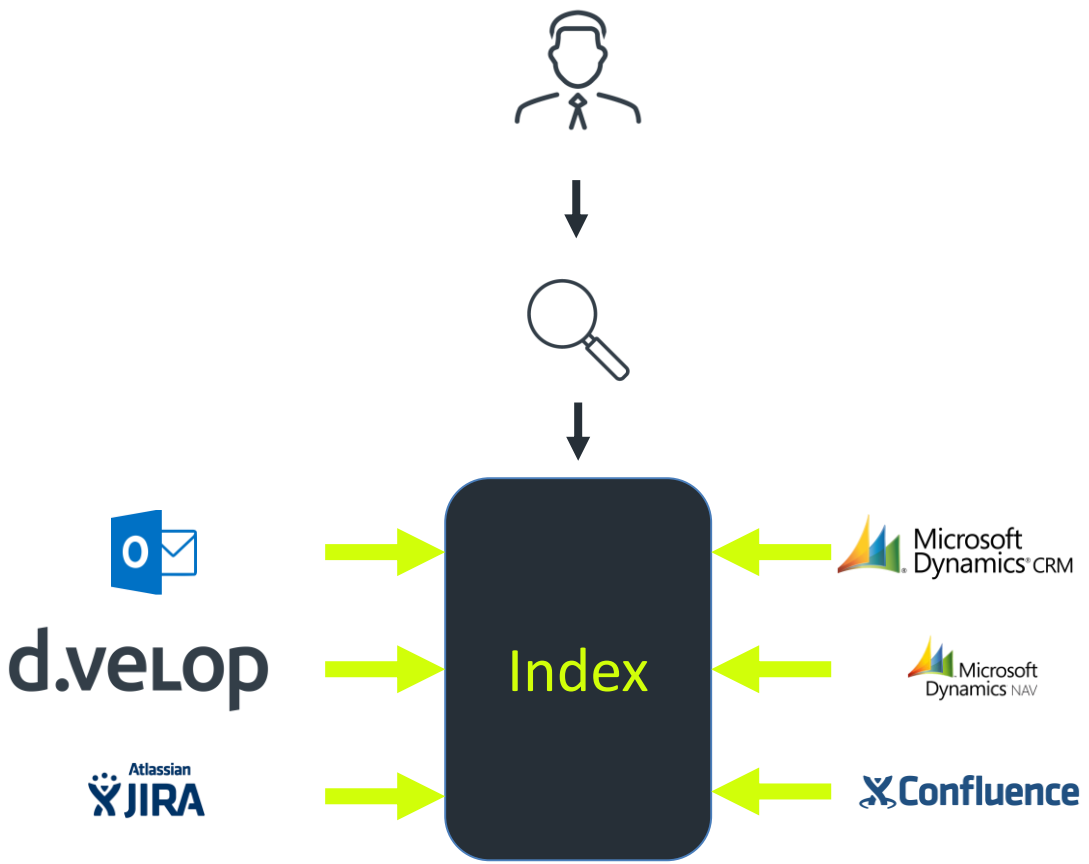 O
Microsoft
Dynamics® CRM
d.velop
Index
Microsoft
Dynamics NAV
Atlassian
JIRA
Confluence